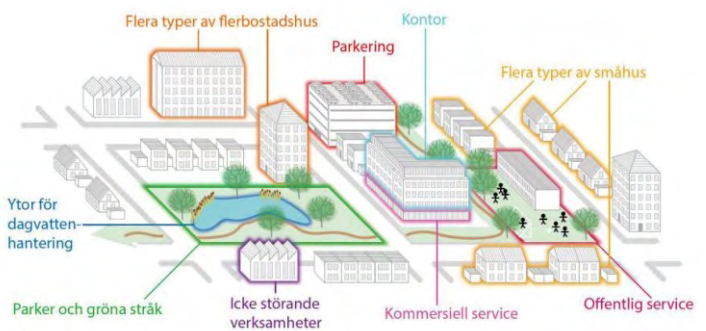 Flera typer av flerbostadshus
Kontor
Parkering
Flera typer av småhus
Ytor för
dagvatten-
hantering
Parker och gröna stråk
Icke störande
verksamheter
Kommersiell service
Offentlig service